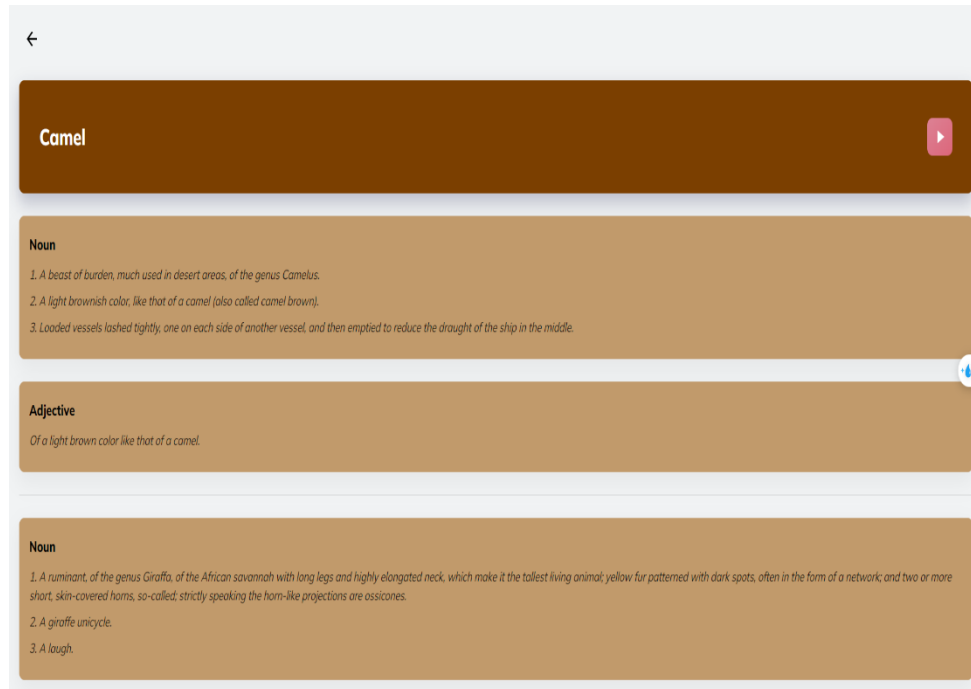 Camel
Noun
1. A beast of burden, much used in desert areas, of the genus Camelus.
2. A light brownish color, like that of a camel (also called camel brown).
3. Loaded vessels lashed tightly, one on each side of another vessel, and then emptied to reduce the draught of the ship in the middle.
Adjective
Of a light brown color like that of a camel.
Noun
1. A ruminant, of the genus Giraffa, of the African savannah with long legs and highly elongated neck, which make it the tallest living animal; yellow fur patterned with dark spots, often in the form of a network; and two or more
short, skin-covered horns, so-called; strictly speaking the horn-like projections are ossicones.
2. A giraffe unicycle.
3. A laugh.